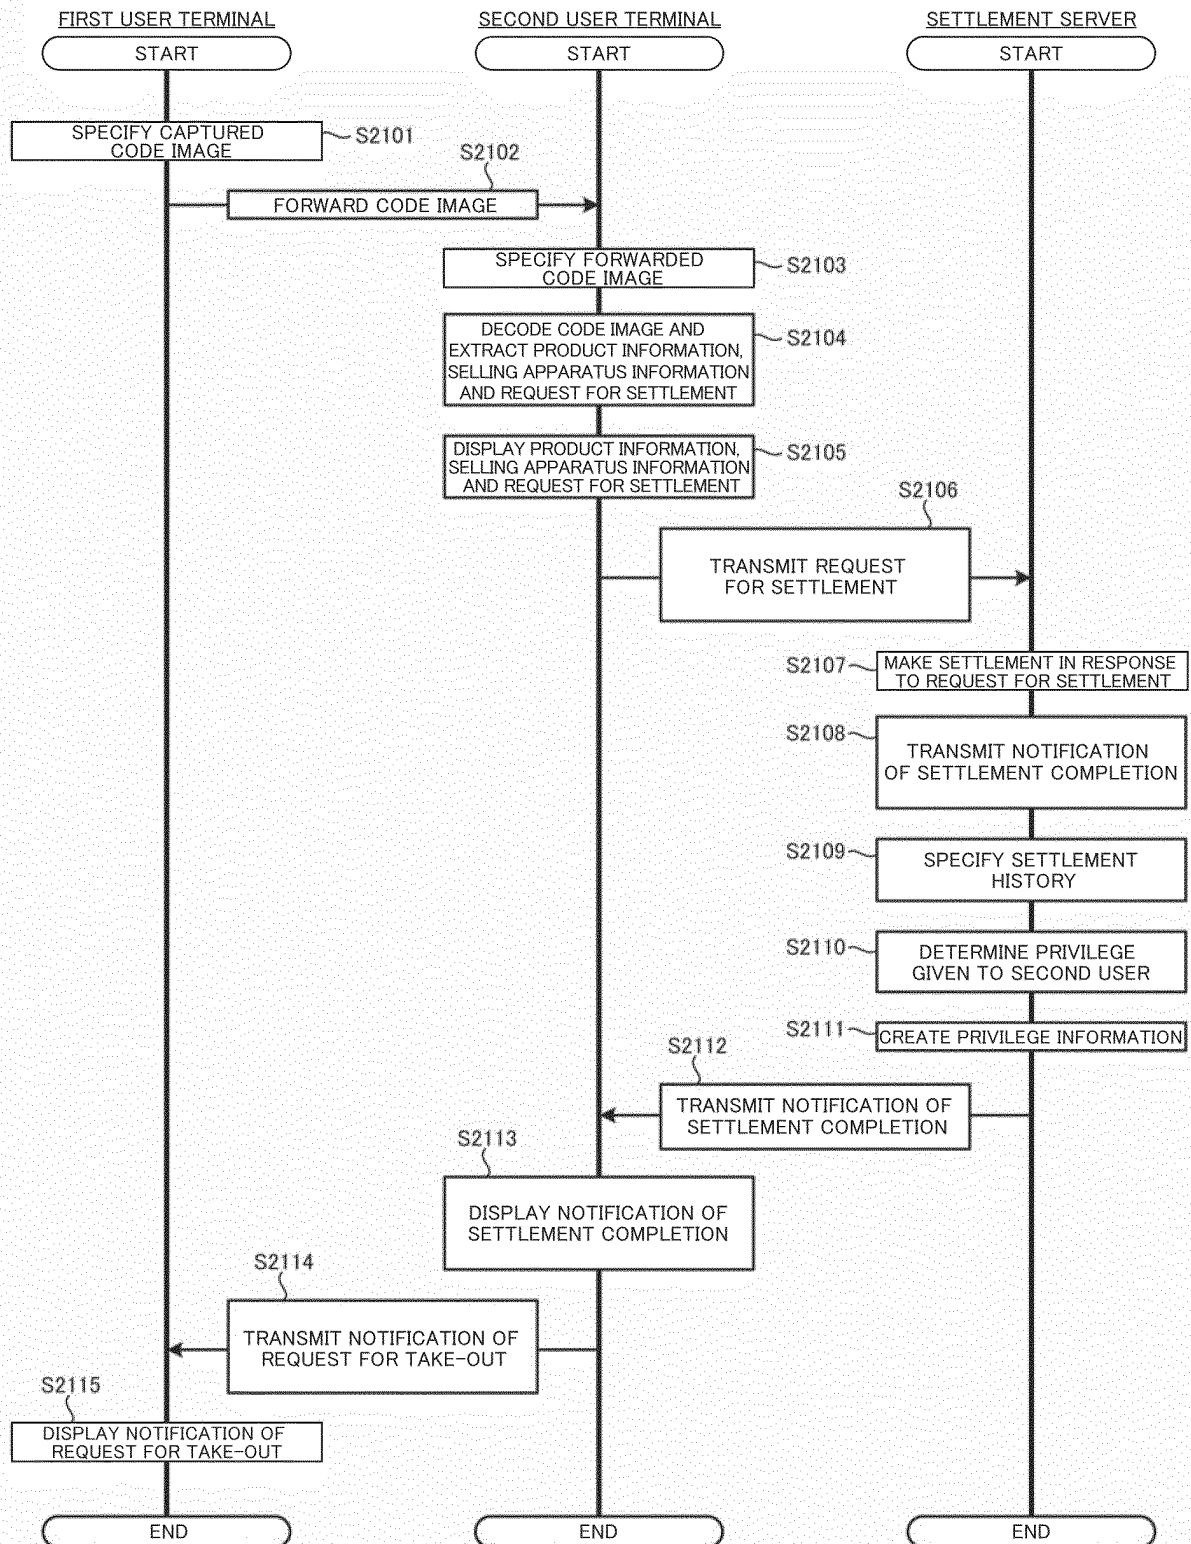 FIRST USER TERMINAL
SECOND USER TERMINAL
SETTLEMENT SERVER
START
START
START
SPECIFY CAPTURED
CODE IMAGE
S2101
S2102
FORWARD CODE IMAGE
SPECIFY FORWARDED
CODE IMAGE
S2103
DECODE CODE IMAGE AND
EXTRACT PRODUCT INFORMATION,
SELLING APPARATUS INFORMATION
AND REQUEST FOR SETTLEMENT
S2104
DISPLAY PRODUCT INFORMATION,
SELLING APPARATUS INFORMATION
AND REQUEST FOR SETTLEMENT
S2105
S2106
TRANSMIT REQUEST
FOR SETTLEMENT
S2107
MAKE SETTLEMENT IN RESPONSE
TO REQUEST FOR SETTLEMENT
S2108
TRANSMIT NOTIFICATION
OF SETTLEMENT COMPLETION
S2109
SPECIFY SETTLEMENT
HISTORY
S2110
DETERMINE PRIVILEGE
GIVEN TO SECOND USER
S2111
CREATE PRIVILEGE INFORMATION
S2112
TRANSMIT NOTIFICATION OF
SETTLEMENT COMPLETION
S2113
DISPLAY NOTIFICATION OF
SETTLEMENT COMPLETION
S2114
TRANSMIT NOTIFICATION OF
REQUEST FOR TAKE-OUT
S2115
DISPLAY NOTIFICATION OF
REQUEST FOR TAKE-OUT
END
END
END